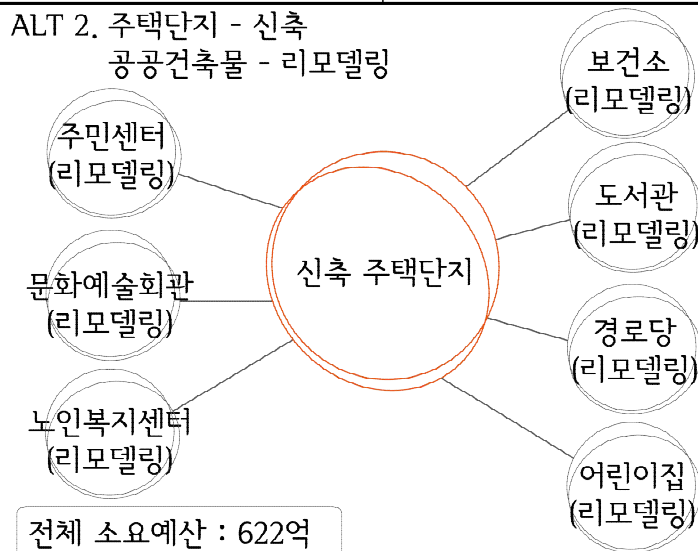 ALT 2. 주택단지 - 신축
공공건축물 - 리모델링
보건소
(리모델링)
주민센터
(리모델링)
도서관
(리모델링)
신축 주택단지
문화예술회관
(리모델링)
경로당
(리모델링)
노인복지센터
(리모델링)
어린이집
(리모델링)
전체 소요예산 : 622억